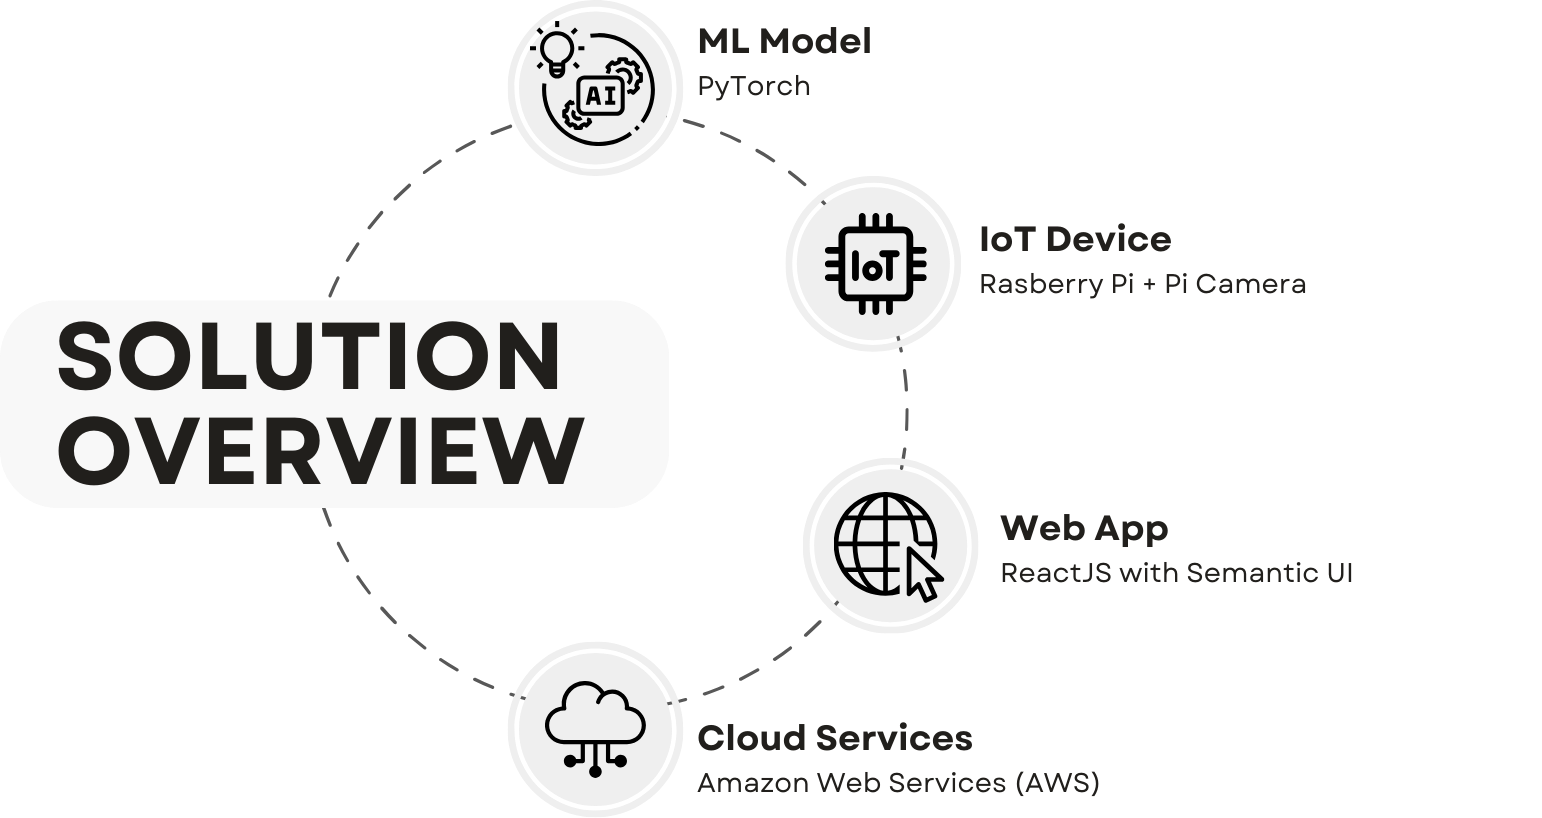 ML Model
PyTorch
AI
IoT Device
Rasberry Pi + Pi Camera
IoT
SOLUTION
OVERVIEW
Web App
ReactJS with Semantic UI
Cloud Services
Amazon Web Services (AWS)